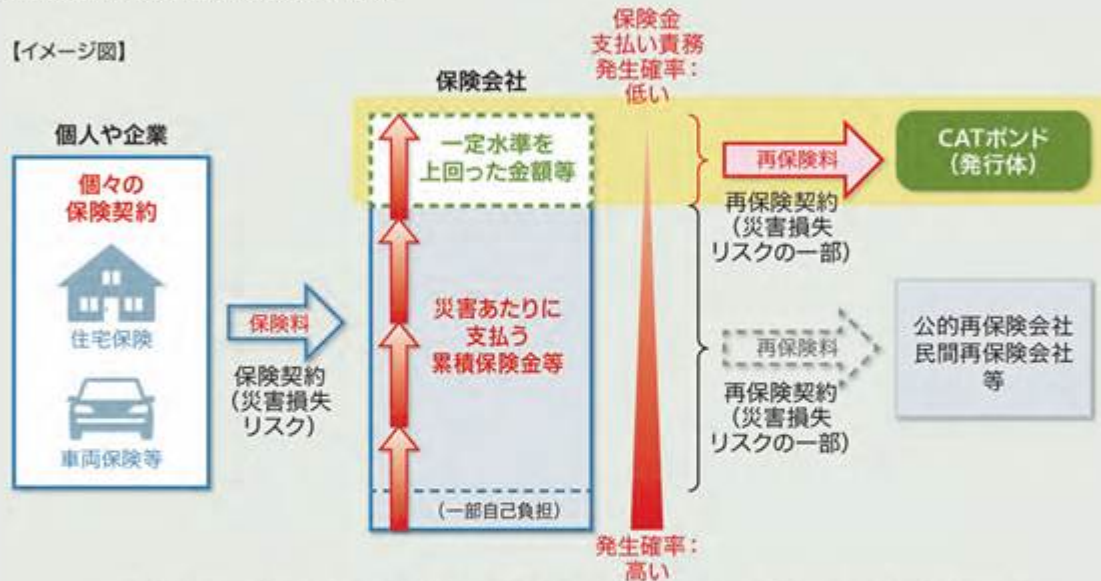 【イメージ図】
個人や企業
個々の
保険契約
住宅保険
車両保険等
保険料
保険契約
(災害損失
リスク)
保険会社
一定水準を
上回った金額等
災害あたりに
支払う
累積保険金等
(一部自己負担)
保険金
支払い責務
発生確率:
低い
発生確率:
高い
再保険料
再保険契約
(災害損失
リスクの一部)
CATボンド
(発行体)
再保険料
再保険契約
(災害損失
リスクの一部)
公的再保険会社
民間再保険会社
等